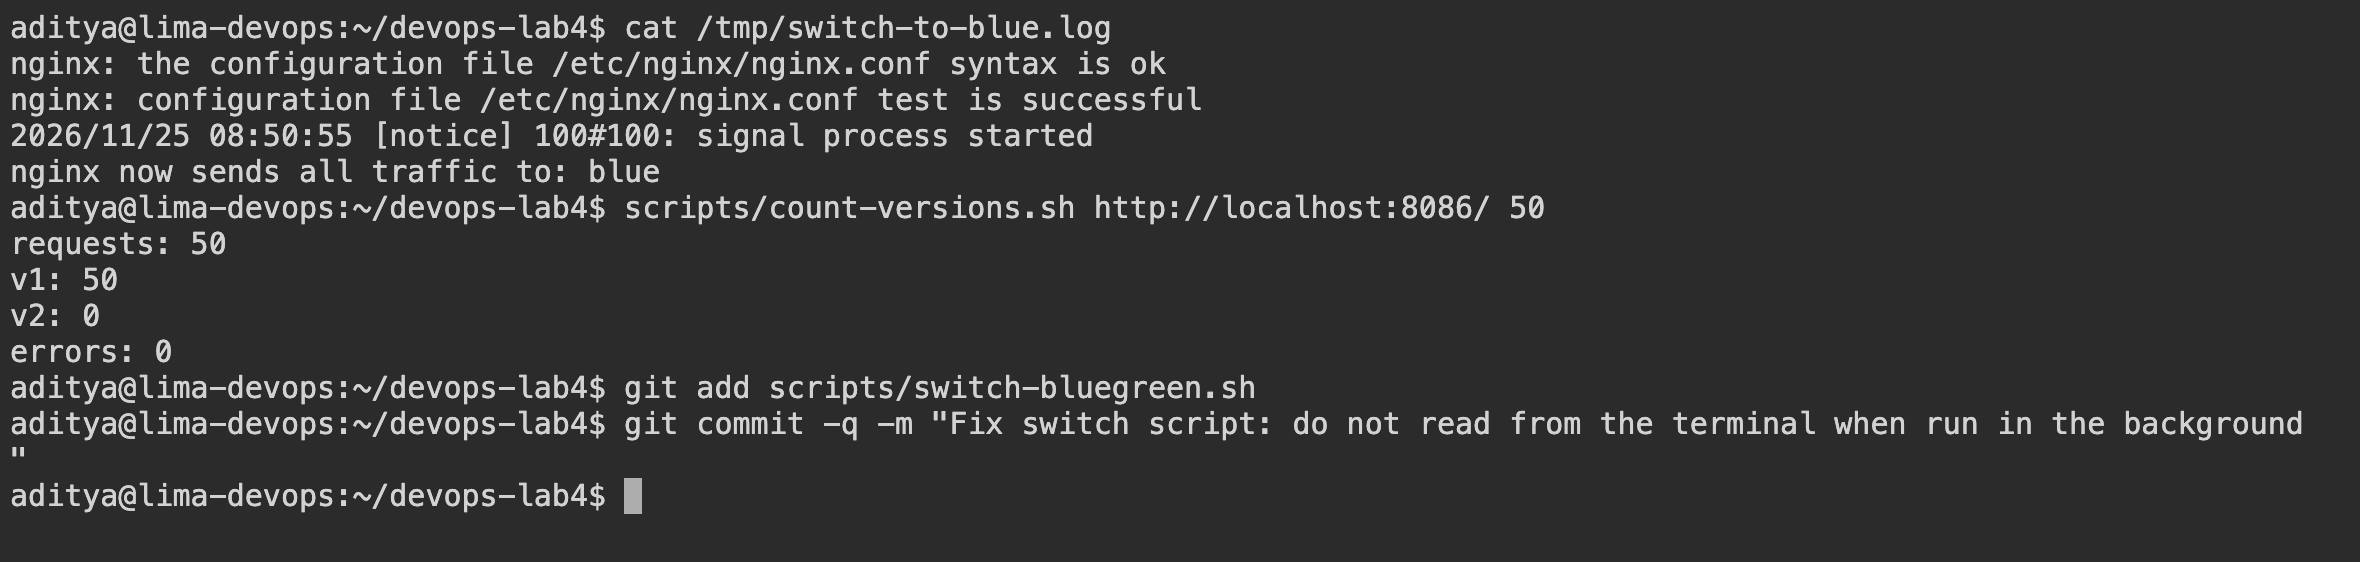 aditya@lima-devops:~/devops-lab4$ cat /tmp/switch-to-blue.log
nginx: the configuration file /etc/nginx/nginx.conf syntax is ok
nginx: configuration file /etc/nginx/nginx.conf test is successful
2026/11/25 08:50:55 [notice] 100#100: signal process started
nginx now sends all traffic to: blue
aditya@lima-devops:~/devops-lab4$ scripts/count-versions.sh http://localhost:8086/ 50
requests: 50
v1: 50
v2: 0
errors: 0
aditya@lima-devops:~/devops-lab4$ git add scripts/switch-bluegreen.sh
aditya@lima-devops:~/devops-lab4$ git commit -q -m "Fix switch script: do not read from the terminal when run in the background
"
aditya@lima-devops:~/devops-lab4$